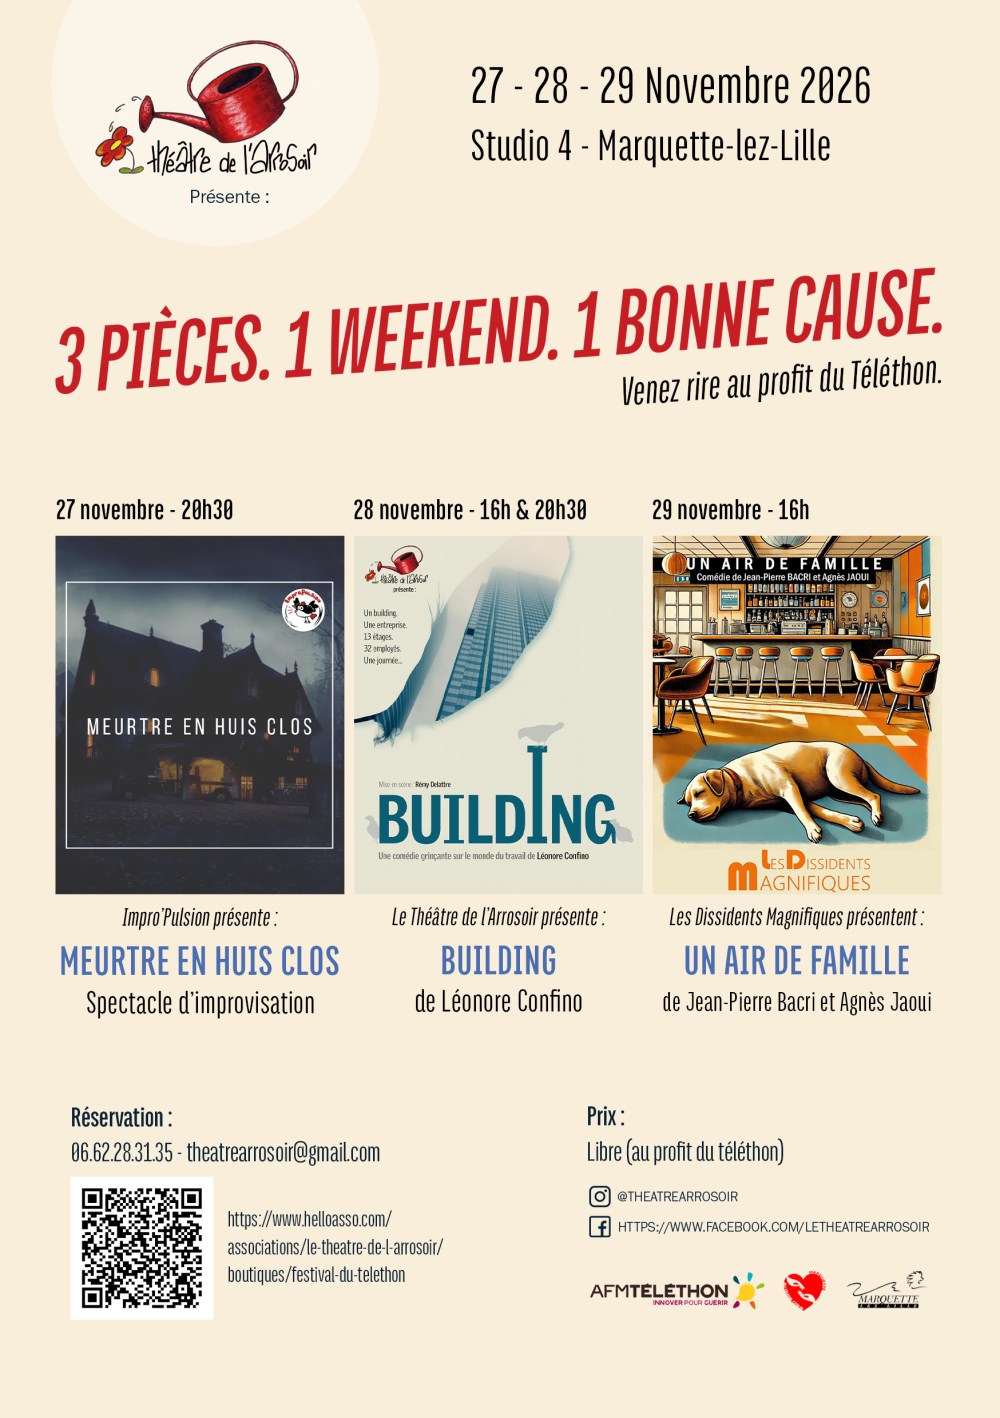 théâtre de l'Arrosoir
Présente :
27 - 28 - 29 Novembre 2026
Studio 4 - Marquette-lez-Lille
3 PIÈCES. 1 WEEKEND. 1 BONNE CAUSE.
Venez rire au profit du Téléthon.
27 novembre - 20h30
ImproPulsion
MEURTRE EN HUIS CLOS
Impro'Pulsion présente :
MEURTRE EN HUIS CLOS
Spectacle d'improvisation
28 novembre - 16h & 20h30
théâtre de l'Arrosoir
présente :
Un building.
Une entreprise.
13 étages.
32 employés.
Une journée...
Mise en scène : Rémy Delattre
BUILDING
Une comédie grinçante sur le monde du travail de Léonore Confino
Le Théâtre de l'Arrosoir présente :
BUILDING
de Léonore Confino
29 novembre - 16h
UN AIR DE FAMILLE
Comédie de Jean-Pierre BACRI et Agnès JAOUI
LES DISSIDENTS
MAGNIFIQUES
Les Dissidents Magnifiques présentent :
UN AIR DE FAMILLE
de Jean-Pierre Bacri et Agnès Jaoui
Réservation :
06.62.28.31.35 - theatrearrosoir@gmail.com
https://www.helloasso.com/
associations/le-theatre-de-l-arrosoir/
boutiques/festival-du-telethon
Prix :
Libre (au profit du téléthon)
@THEATREARROSOIR
HTTPS://WWW.FACEBOOK.COM/LETHEATREARROSOIR
AFMTÉLÉTHON
INNOVER POUR GUÉRIR
MARQUETTE
LEZ LILLE